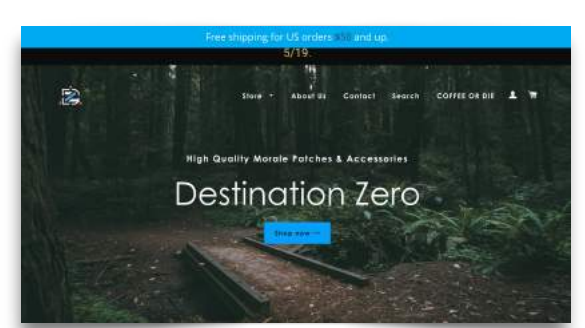 Free shipping for US orders $50 and up.
5/19.
Store About Us Contact Search COFFEE OR DIE
High Quality Morale Patches & Accessories
Destination Zero
Shop now →